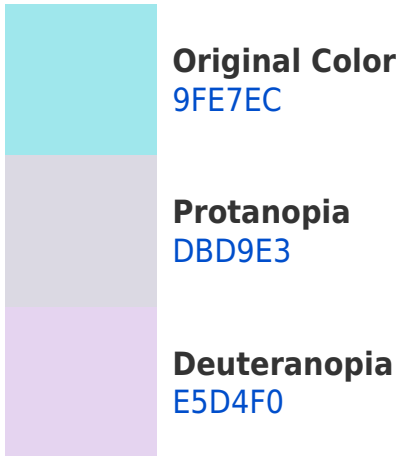 Original Color
9FE7EC
Protanopia
DBD9E3
Deuteranopia
E5D4F0